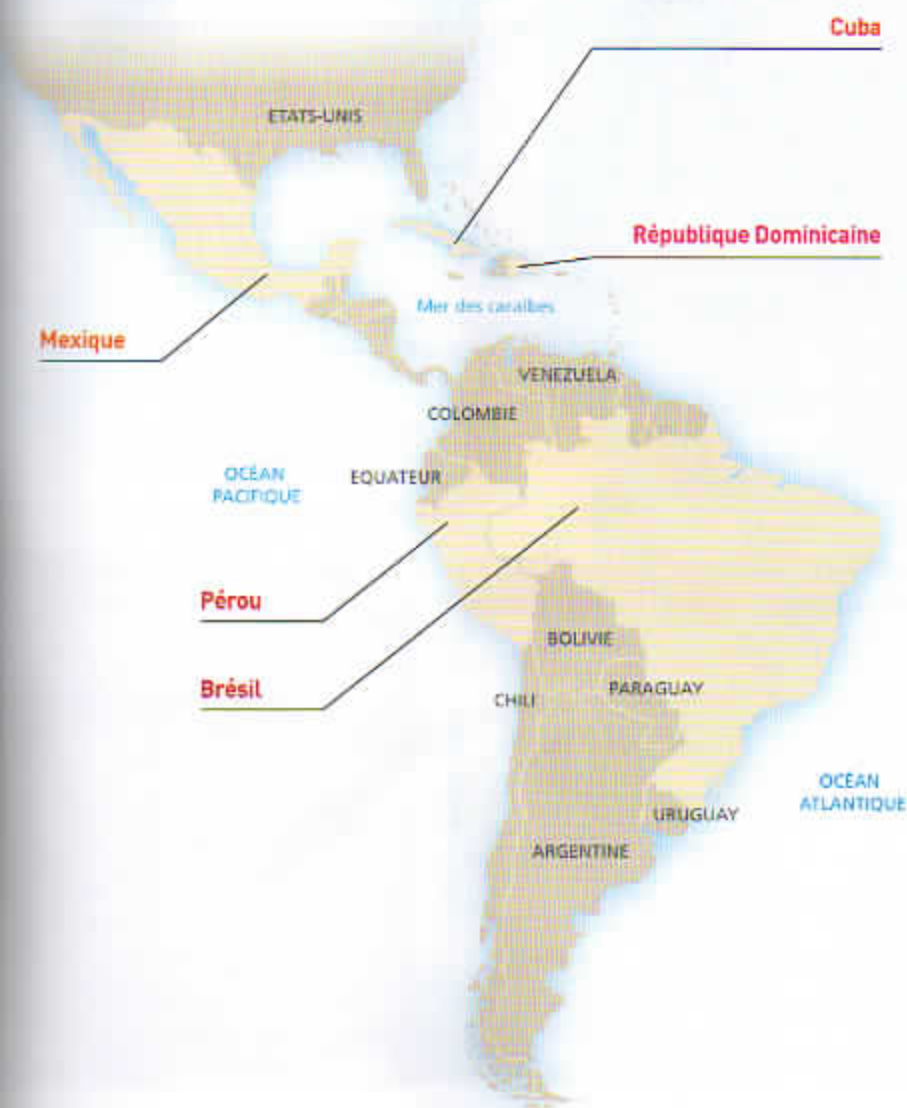 Cuba
ETATS-UNIS
République Dominicaine
Mer des caraïbes
Mexique
VENEZUELA
COLOMBIE
OCÉAN
PACIFIQUE
EQUATEUR
Pérou
BOLIVIE
Brésil
PARAGUAY
CHILI
OCÉAN
ATLANTIQUE
URUGUAY
ARGENTINE